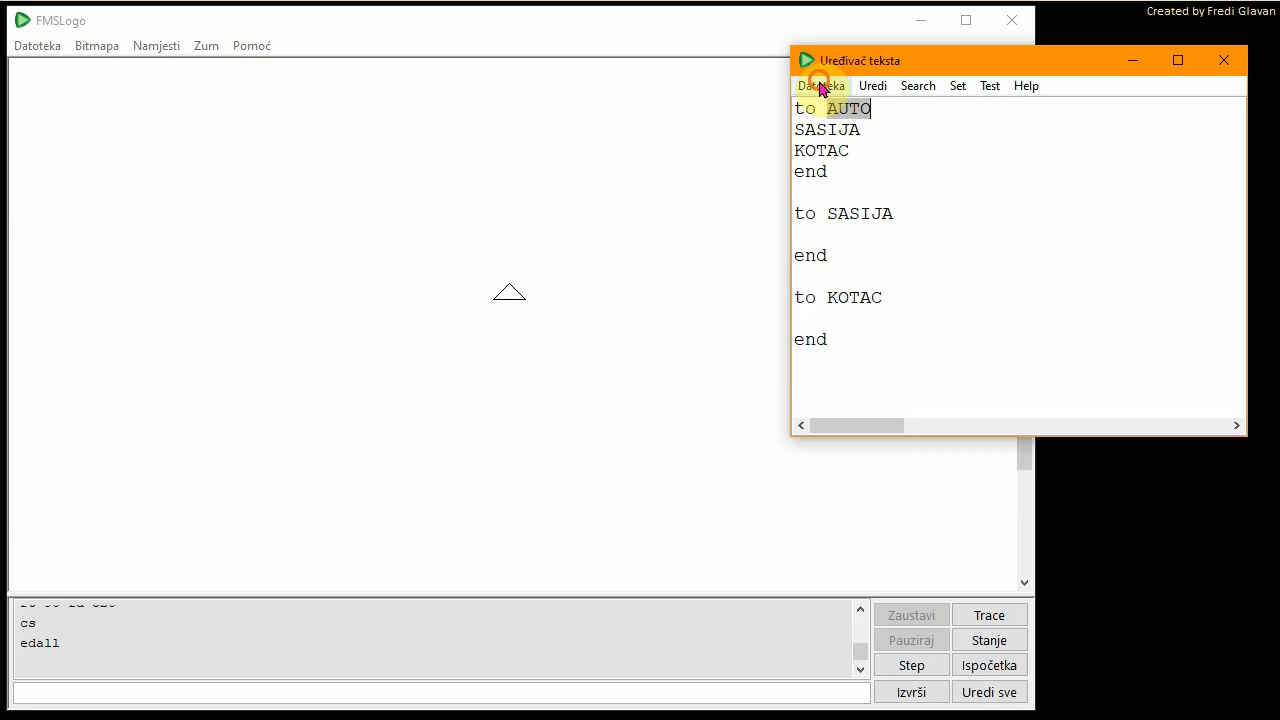 Created by Fredi Glavan
FMSLogo
Datoteka Bitmapa Namjesti Zum Pomoć
Uređivač teksta
Datoteka Uredi Search Set Test Help
to AUTO
SASIJA
KOTAC
end
to SASIJA
end
to KOTAC
end
cs
edall
Zaustavi Trace
Pauziraj Stanje
Step Ispočetka
Izvrši Uredi sve